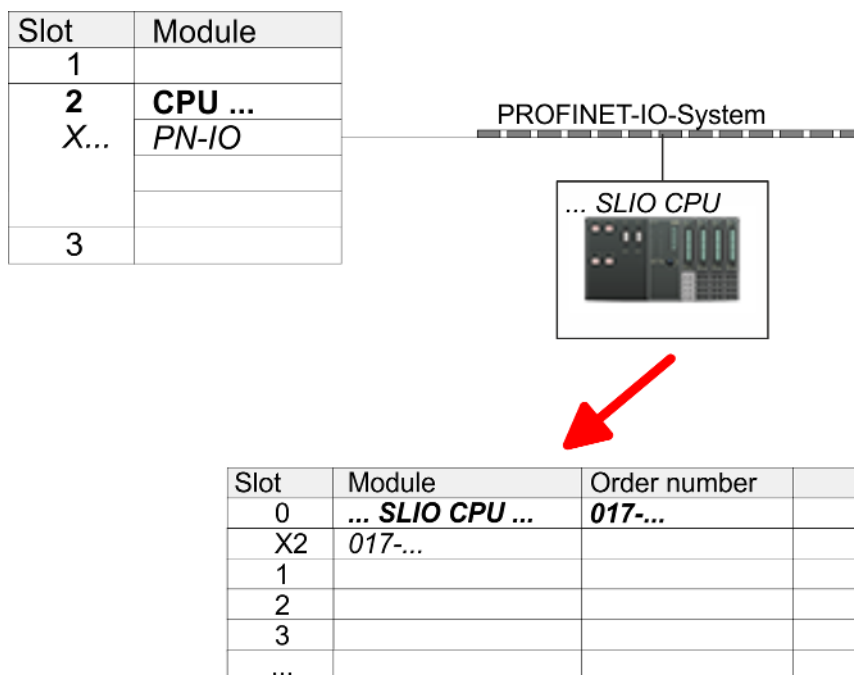 Slot Module
1
2 CPU ...
X... PN-IO
3
PROFINET-IO-System
... SLIO CPU
Slot Module Order number
0 ... SLIO CPU ... 017-...
X2 017-...
1
2
3
...